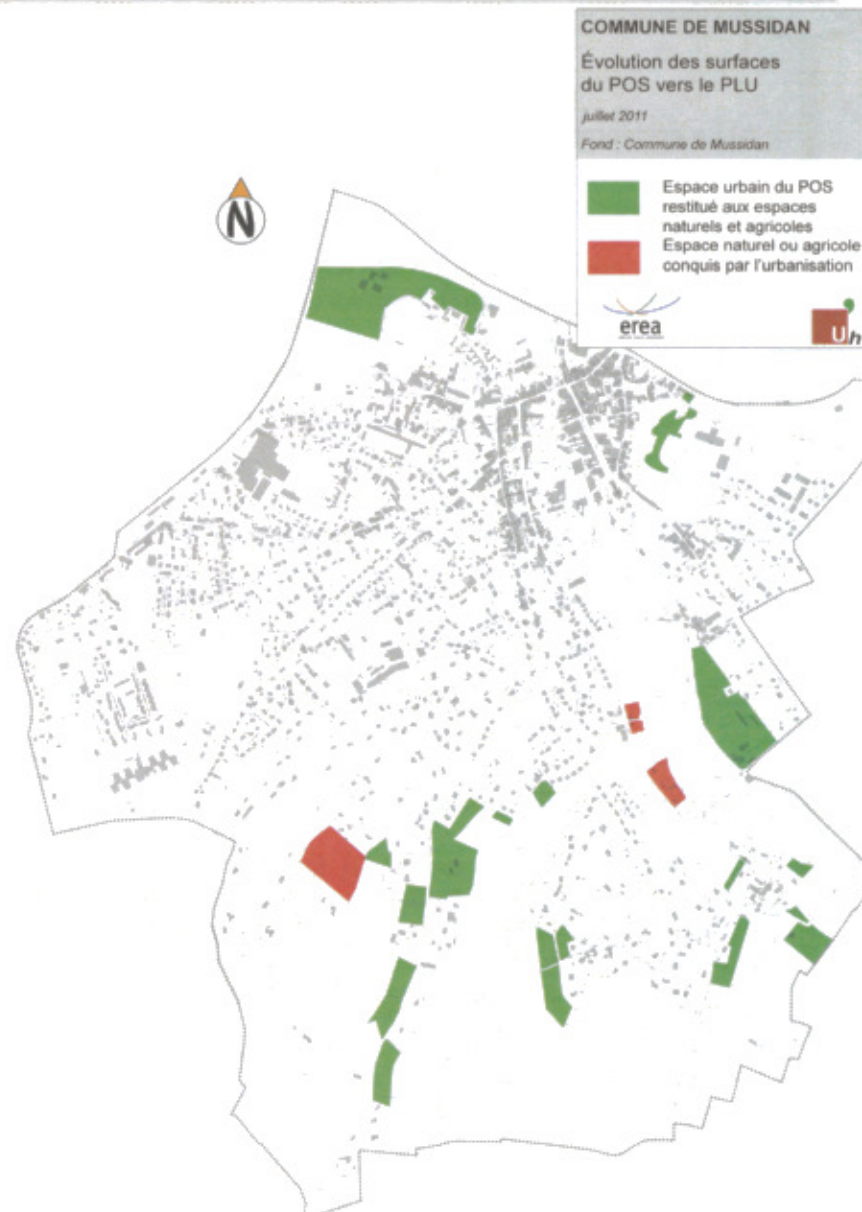 COMMUNE DE MUSSIDAN
Évolution des surfaces
du POS vers le PLU
juillet 2011
Fond : Commune de Mussidan
N
Espace urbain du POS
restitué aux espaces
naturels et agricoles
Espace naturel ou agricole
conquis par l'urbanisation
erea
Uh